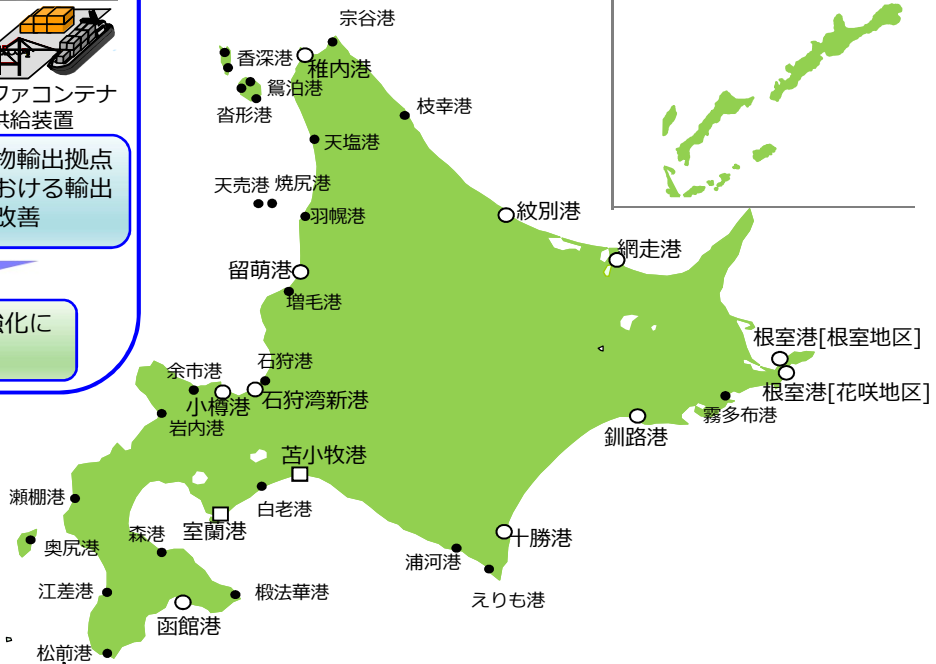 ファコンテナ
供給装置
物輸出拠点
おける輸出
改善
強化に
宗谷港
香深港
稚内港
鴛泊港
沓形港
枝幸港
天塩港
天売港
焼尻港
羽幌港
紋別港
網走港
留萌港
増毛港
根室港[根室地区]
石狩港
余市港
小樽港
石狩湾新港
根室港[花咲地区]
岩内港
霧多布港
釧路港
苫小牧港
瀬棚港
白老港
室蘭港
森港
十勝港
奥尻港
浦河港
江差港
椴法華港
えりも港
函館港
松前港